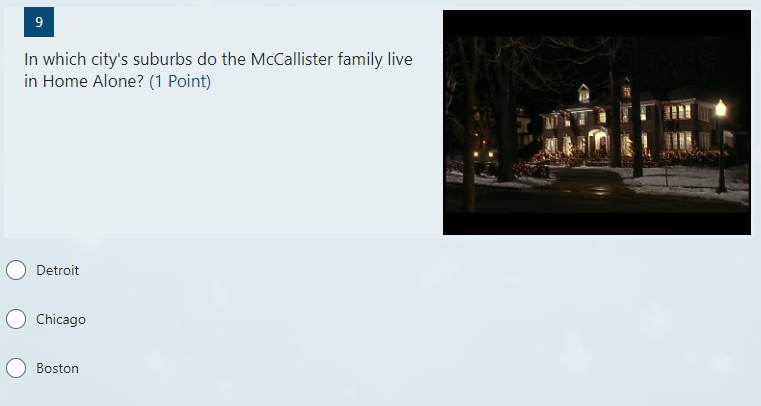 9
In which city's suburbs do the McCallister family live
in Home Alone? (1 Point)
Detroit
Chicago
Boston